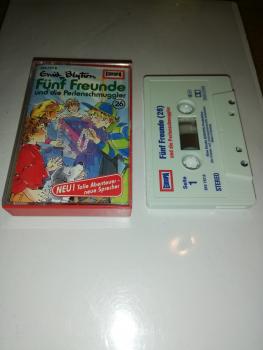 Enid Blyton
EUROPA
Fünf Freunde
und die Perlenschmuggler
26
NEU! Tolle Abenteuer-
neue Sprecher
EUROPA
Fünf Freunde (26)
und die Perlenschmuggler
Seite
1
STEREO